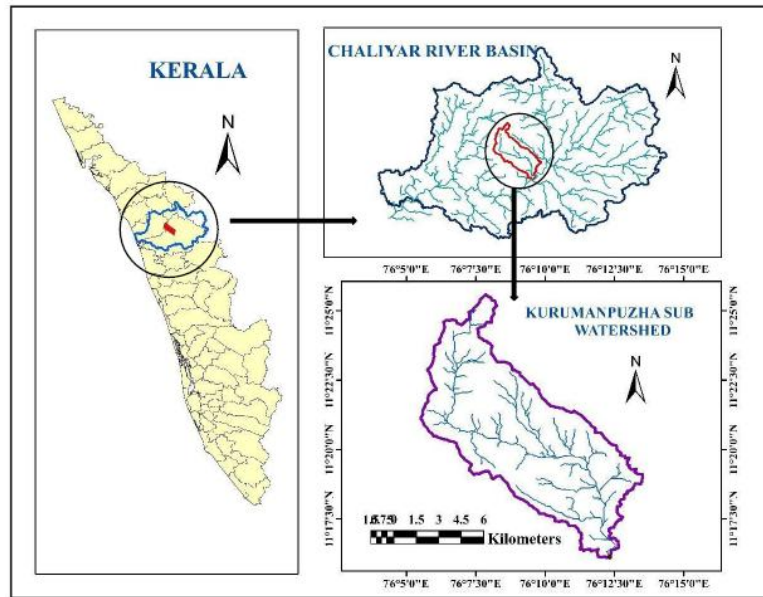 KERALA
N
CHALIYAR RIVER BASIN
N
76°5'0"E 76°7'30"E 76°10'0"E 76°12'30"E 76°15'0"E
KURUMANPUZHA SUB
WATERSHED
N
11°25'0"N
11°22'30"N
11°20'0"N
11°17'30"N
11°25'0"N
11°22'30"N
11°20'0"N
11°17'30"N
0 1.5 3 4.5 6
Kilometers
76°5'0"E 76°7'30"E 76°10'0"E 76°12'30"E 76°15'0"E